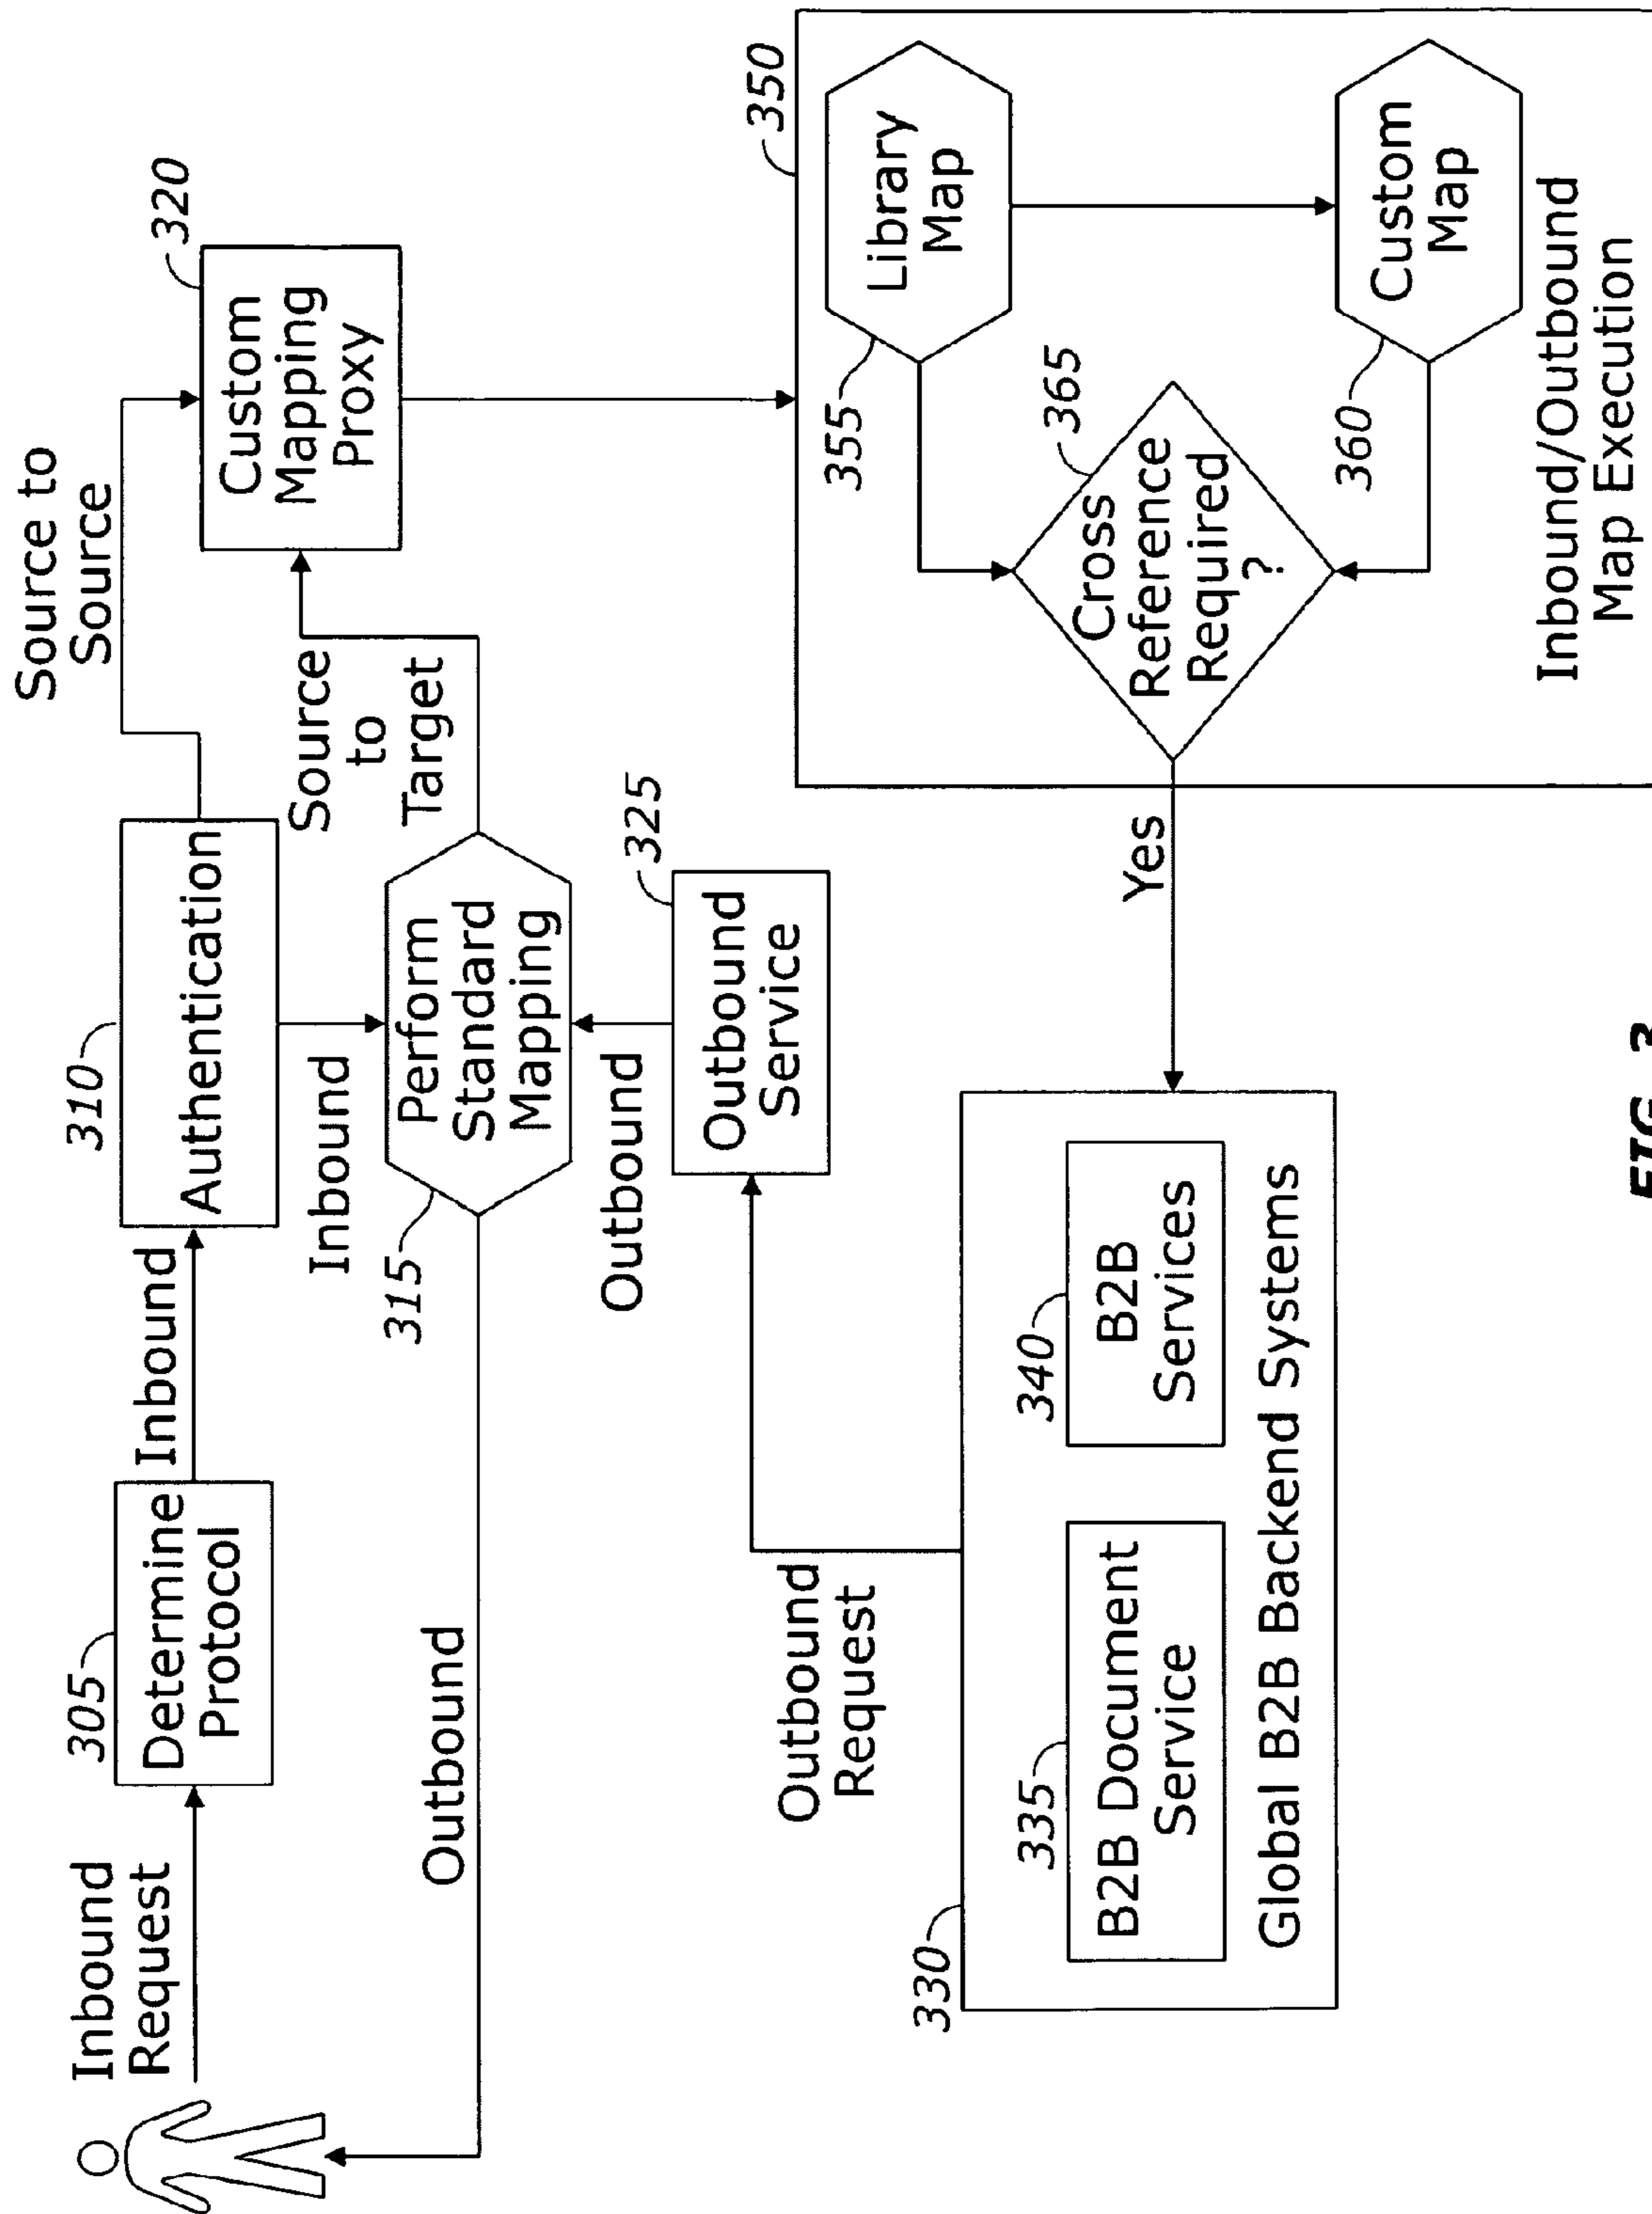 Source to
Source
320
Custom
Mapping
Proxy
310
Authentication
Inbound
305
Determine
Protocol
Inbound
Request
Source
to
Target
Inbound
Perform
Standard
Mapping
315
Outbound
325
Outbound
Service
Outbound
Outbound
Request
350
Library
Map
355
365
Cross
Reference
Required
?
Custom
Map
360
Inbound/Outbound
Map Execution
Yes
330
335
B2B Document
Service
340
B2B
Services
Global B2B Backend Systems